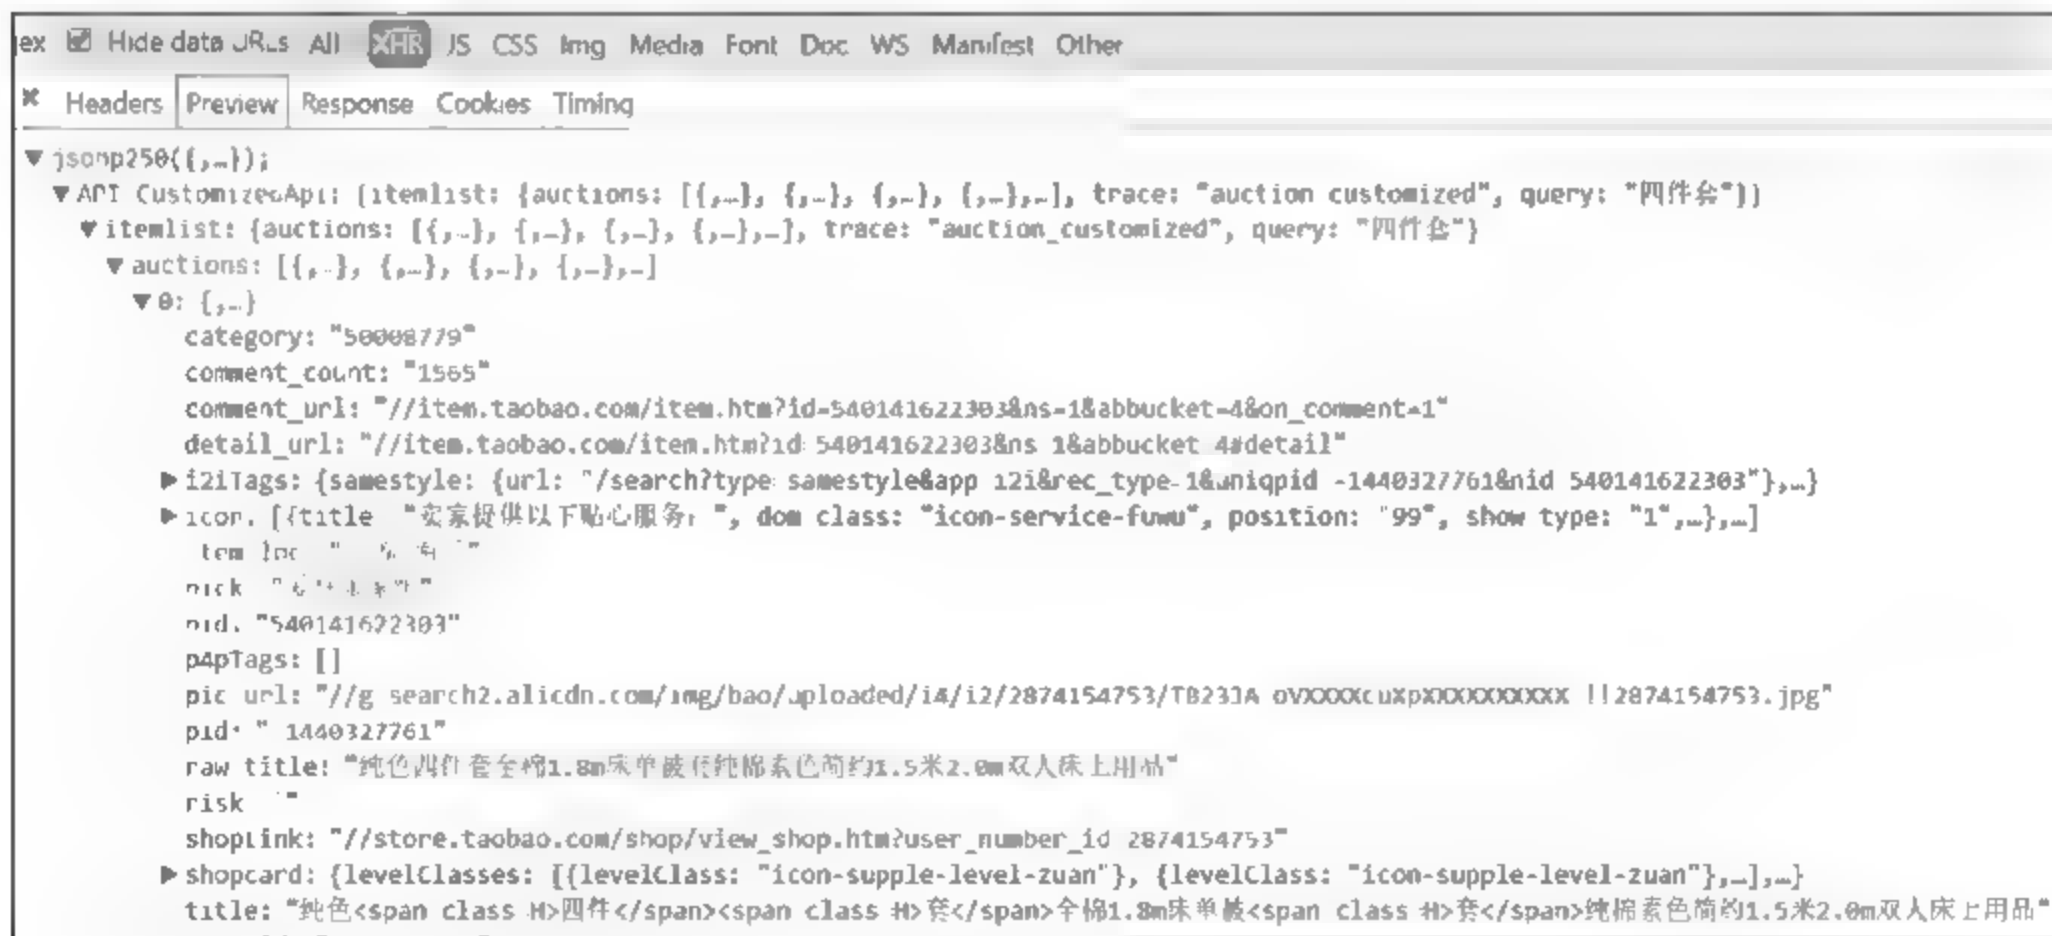 ex Hide data URLs All XHR JS CSS Img Media Font Doc WS Manifest Other
× Headers Preview Response Cookies Timing
▼ jsonp250({,…});
▼ API CustomizedApi: {itemlist: {auctions: [{,…}, {,…}, {,…}, {,…},…], trace: "auction customized", query: "四件套"}}
▼ itemlist: {auctions: [{,…}, {,…}, {,…}, {,…},…], trace: "auction_customized", query: "四件套"}
▼ auctions: [{,…}, {,…}, {,…}, {,…},…]
▼ 0: {,…}
category: "50008779"
comment_count: "1565"
comment_url: "//item.taobao.com/item.htm?id=540141622303&ns=1&abbucket=4&on_comment=1"
detail_url: "//item.taobao.com/item.htm?id 540141622303&ns 1&abbucket 4#detail"
▶ i2iTags: {samestyle: {url: "/search?type samestyle&app i2i&rec_type-1&uniqpid -1440327761&nid 540141622303"},…}
▶ icon. [{title "卖家提供以下贴心服务: ", dom class: "icon-service-fuwu", position: "99", show type: "1",…},…]
nick
nid. "540141622303"
p4pTags: []
pic url: "//g search2.alicdn.com/img/bao/uploaded/i4/i2/2874154753/
pid: " 1440327761"
raw title: "纯色四件套全棉1.8m床单被套纯棉素色简约1.5米2.0m双人床上用品"
risk "
shopLink: "//store.taobao.com/shop/view_shop.htm?user_number_id 2874154753"
▶ shopcard: {levelClasses: [{levelClass: "icon-supple-level-zuan"}, {levelClass: "icon-supple-level-zuan"},…],…}
title: "纯色<span class H>四件</span><span class H>套</span>全棉1.8m床单被<span class H>套</span>纯棉素色简约1.5米2.0m双人床上用品"